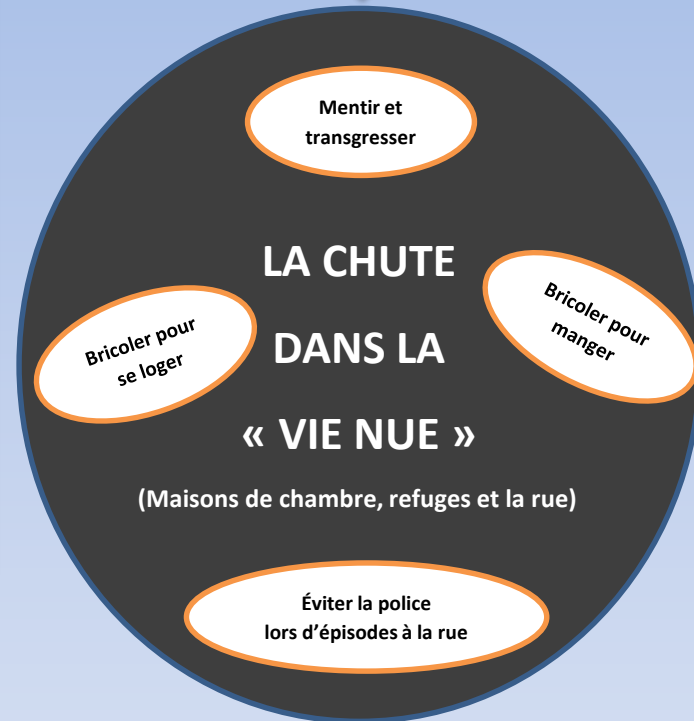 Mentir et
transgresser
LA CHUTE
DANS LA
« VIE NUE »
(Maisons de chambre, refuges et la rue)
Bricoler pour
se loger
Bricoler pour
manger
Éviter la police
lors d’épisodes à la rue